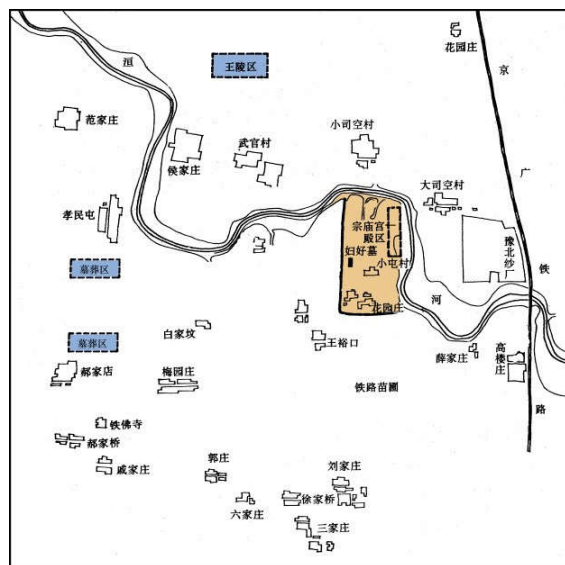 花园庄
洹
王陵区
京
范家庄
小司空村
武官村
侯家庄
大司空村
广
孝民屯
宗庙宫
殿区
妇好墓
豫北纱厂
小屯村
铁
墓葬区
花园庄
河
白家坟
王裕口
墓葬区
薛家庄
高楼庄
郝家店
梅园庄
铁路苗圃
路
铁佛寺
郝家桥
戚家庄
郭庄
刘家庄
六家庄
徐家桥
三家庄